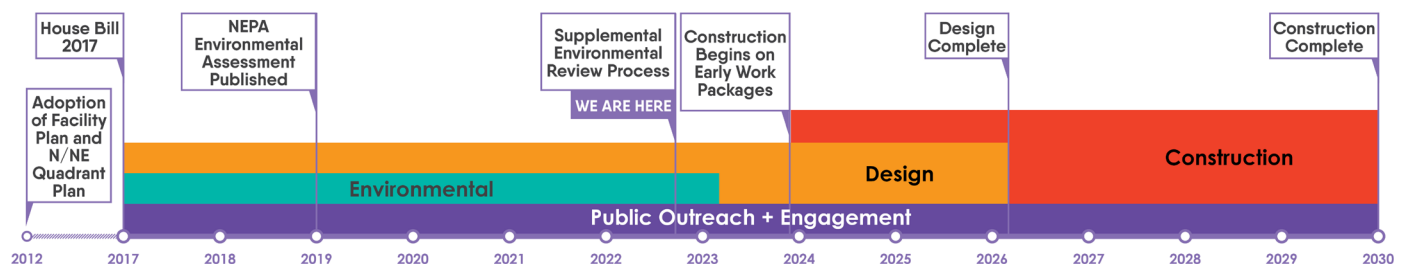 House Bill
2017
Adoption
of Facility
Plan and
N/NE
Quadrant
Plan
NEPA
Environmental
Assessment
Published
Supplemental
Environmental
Review Process
WE ARE HERE
Construction
Begins on
Early Work
Packages
Design
Complete
Construction
Complete
Environmental
Design
Construction
Public Outreach + Engagement
2012 2017 2018 2019 2020 2021 2022 2023 2024 2025 2026 2027 2028 2029 2030